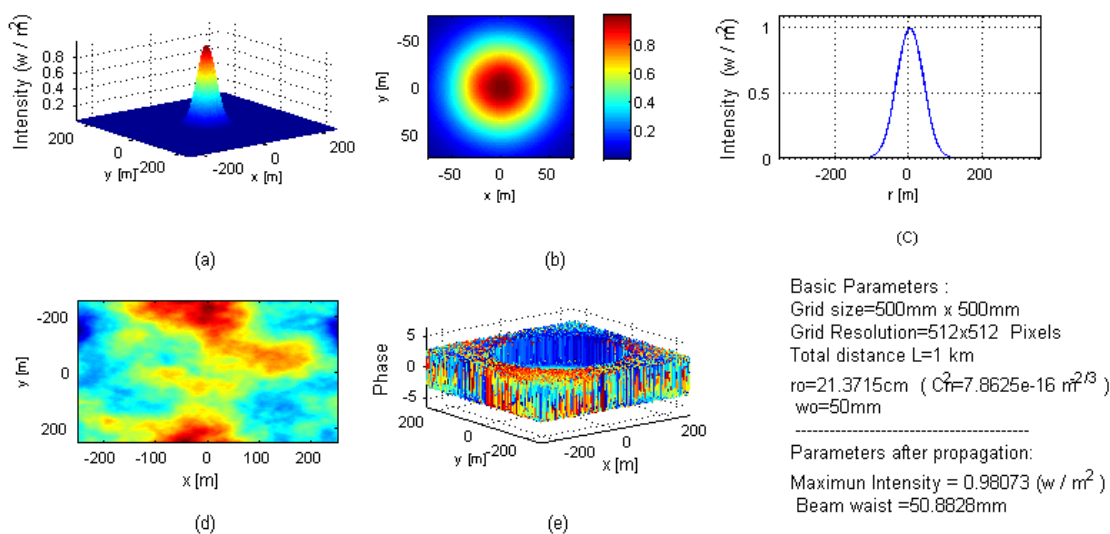 Intensity (w / m²)
0.8
0.6
0.4
0.2
200
0
-200
y [m]
-200
0
200
x [m]
(a)
y [m]
-50
0
50
-50 0 50
x [m]
0.8
0.6
0.4
0.2
(b)
Intensity (w / m²)
1
0.5
0
-200 0 200
r [m]
(C)
y [m]
-200
0
200
-200 -100 0 100 200
x [m]
(d)
Phase
5
0
-5
200
0
-200
y [m]
-200
0
200
x [m]
(e)
Basic Parameters :
Grid size=500mm x 500mm
Grid Resolution=512x512 Pixels
Total distance L=1 km
ro=21.3715cm ( C²n=7.8625e-16 m^2/3 )
wo=50mm
----------------------------------------
Parameters after propagation:
Maximun Intensity = 0.98073 (w / m² )
Beam waist =50.8828mm